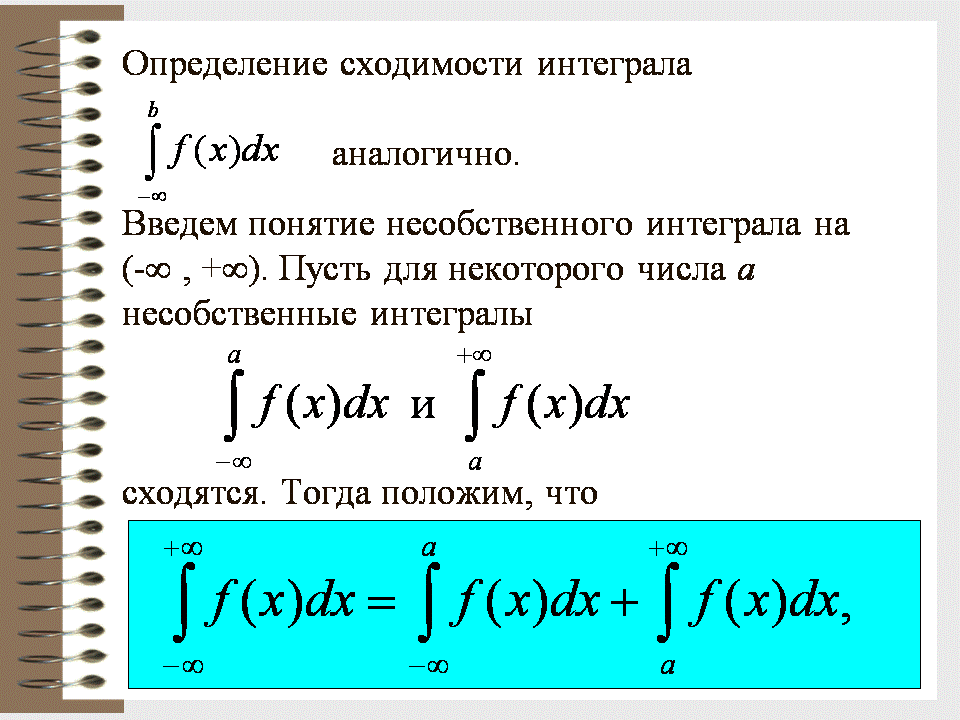 Определение сходимости интеграла
$\int_{-\infty}^{b} f(x)dx$ аналогично.
Введем понятие несобственного интеграла на
(-∞ , +∞). Пусть для некоторого числа a
несобственные интегралы
$\int_{-\infty}^{a} f(x)dx$ и $\int_{a}^{+\infty} f(x)dx$
сходятся. Тогда положим, что
$\int_{-\infty}^{+\infty} f(x)dx = \int_{-\infty}^{a} f(x)dx + \int_{a}^{+\infty} f(x)dx,$